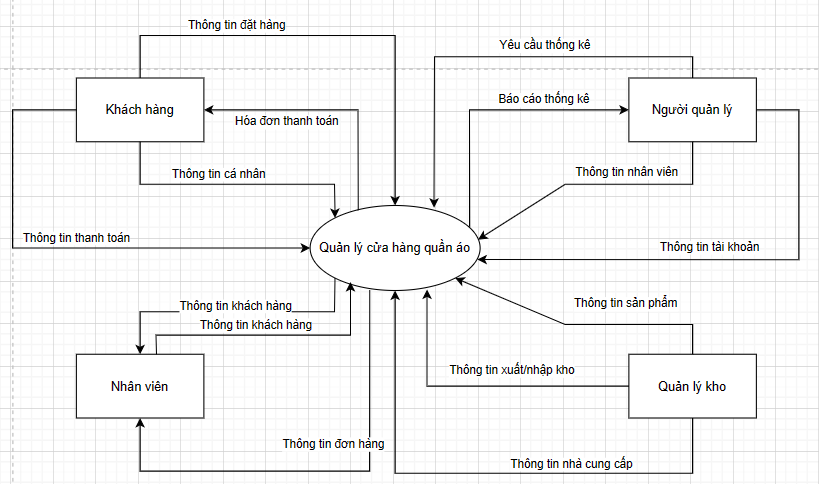 Thông tin đặt hàng
Yêu cầu thống kê
Khách hàng
Hóa đơn thanh toán
Báo cáo thống kê
Người quản lý
Thông tin cá nhân
Thông tin nhân viên
Thông tin thanh toán
Quản lý cửa hàng quần áo
Thông tin tài khoản
Thông tin khách hàng
Thông tin khách hàng
Thông tin sản phẩm
Nhân viên
Thông tin xuất/nhập kho
Quản lý kho
Thông tin đơn hàng
Thông tin nhà cung cấp